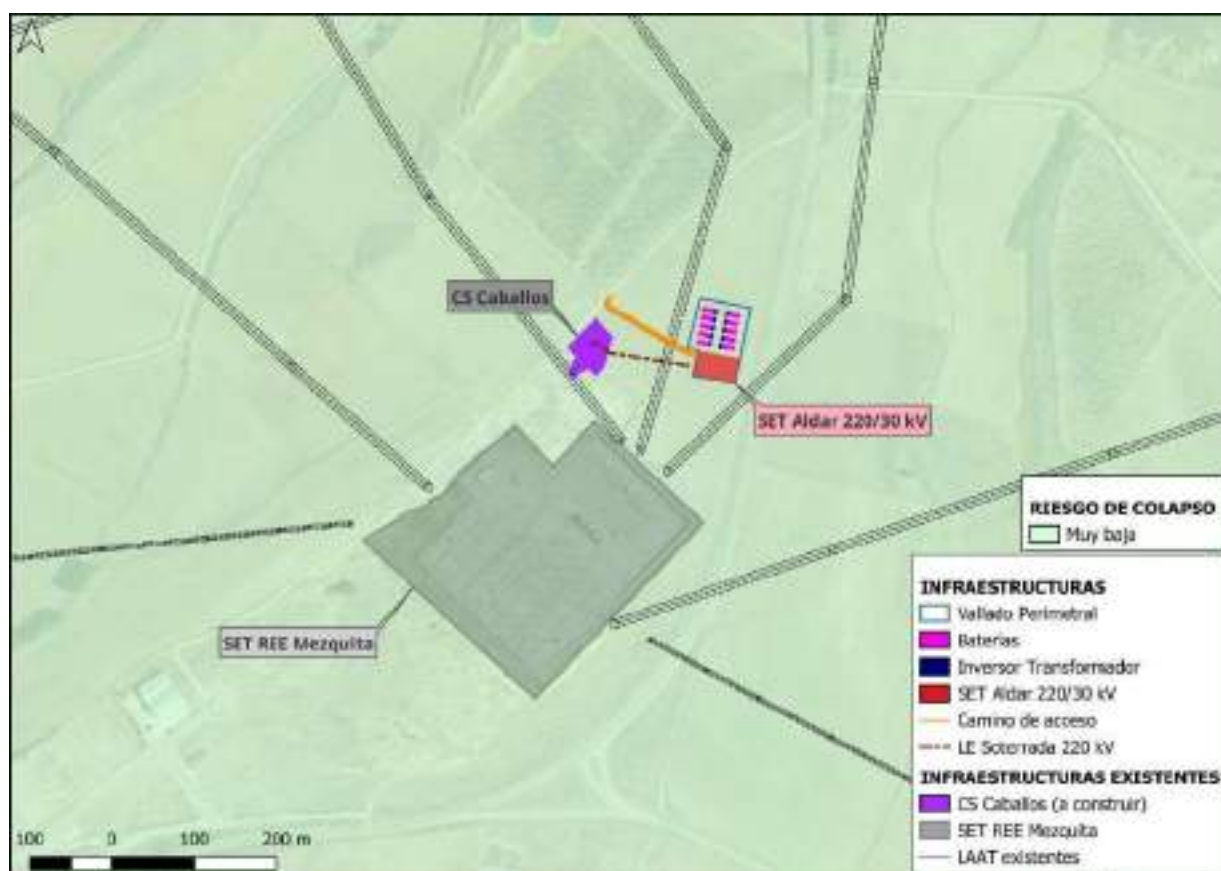 CS Caballos
SET Aldar 220/30 kV
SET REE Mezquita
RIESGO DE COLAPSO
Muy baja
INFRAESTRUCTURAS
Vallado Perimetral
Baterías
Inversor Transformador
SET Aldar 220/30 kV
Camino de acceso
LE Soterrada 220 kV
INFRAESTRUCTURAS EXISTENTES
CS Caballos (a construir)
SET REE Mezquita
LAAT existentes
100 0 100 200 m